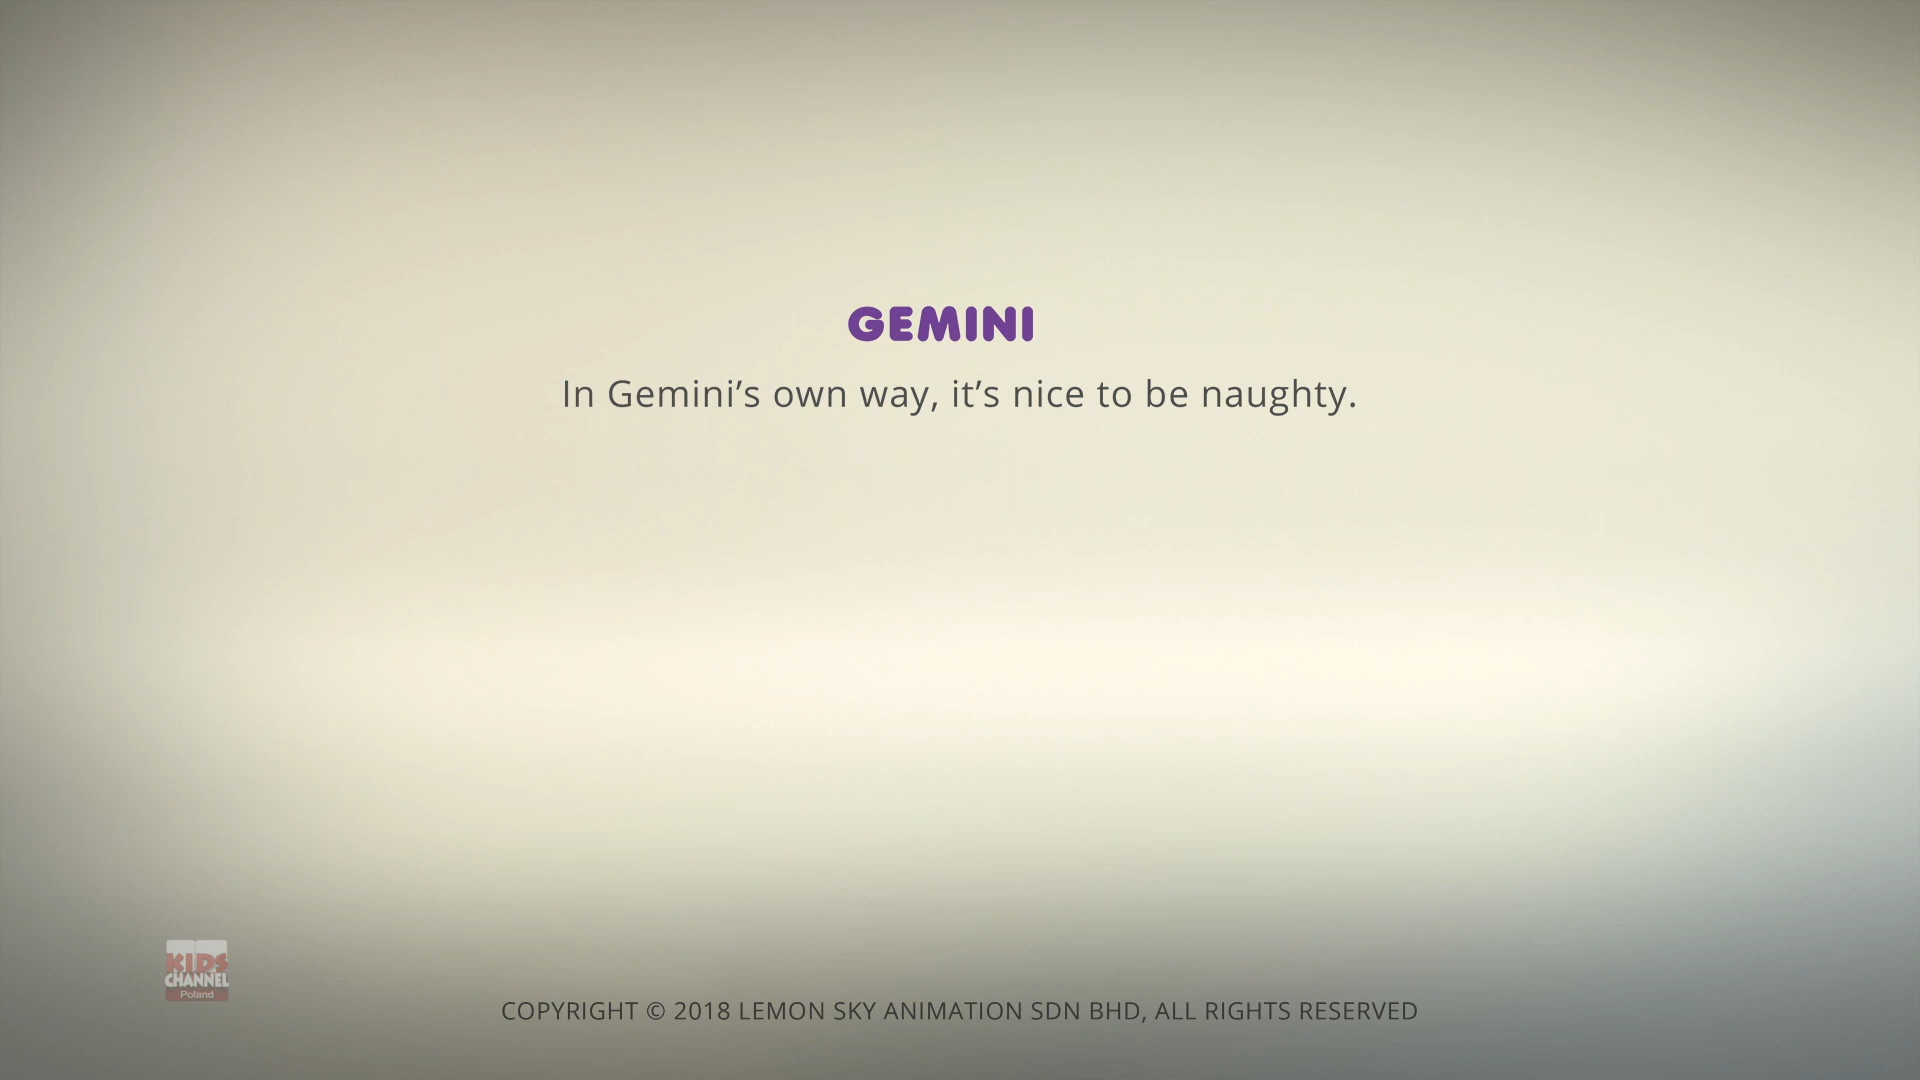 GEMINI
In Gemini’s own way, it’s nice to be naughty.
KIDS
CHANNEL
Poland
COPYRIGHT © 2018 LEMON SKY ANIMATION SDN BHD, ALL RIGHTS RESERVED